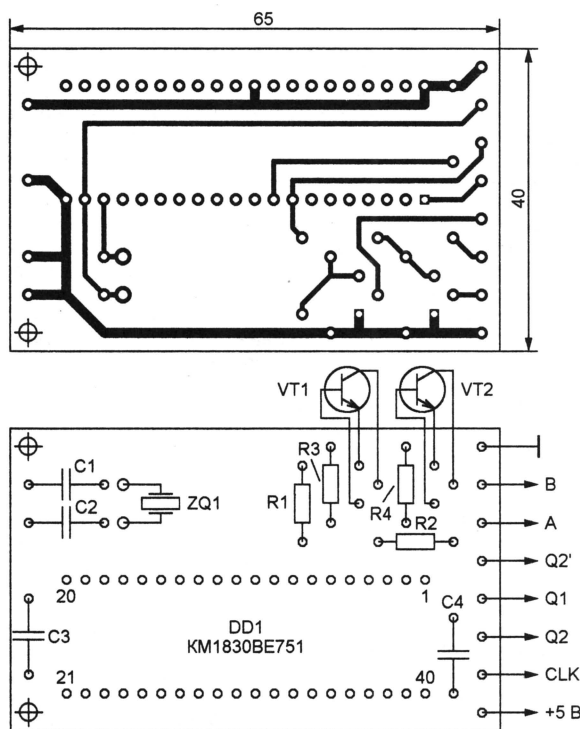 65
40
VT1
VT2
C1
C2
ZQ1
R3
R1
R4
R2
B
A
Q2'
Q1
Q2
CLK
+5 В
20
1
C3
DD1
КМ1830ВЕ751
C4
21
40